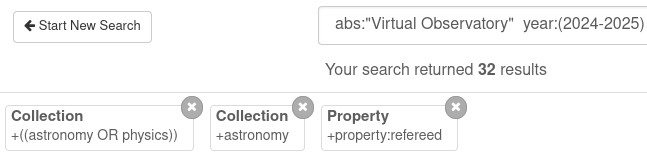 Start New Search
abs:"Virtual Observatory" year:(2024-2025)
Your search returned 32 results
Collection
+((astronomy OR physics))
Collection
+astronomy
Property
+property:refereed